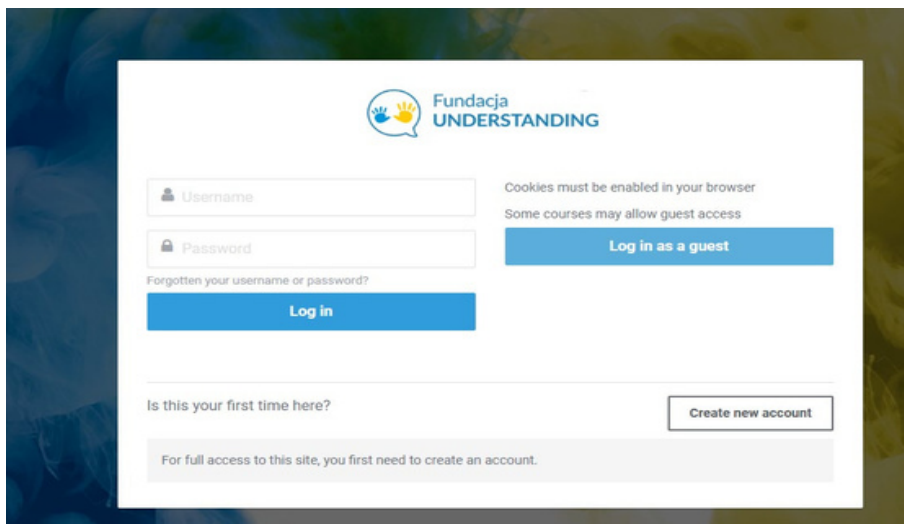 Fundacja
UNDERSTANDING
Username
Password
Forgotten your username or password?
Log in
Cookies must be enabled in your browser
Some courses may allow guest access
Log in as a guest
Is this your first time here?
Create new account
For full access to this site, you first need to create an account.